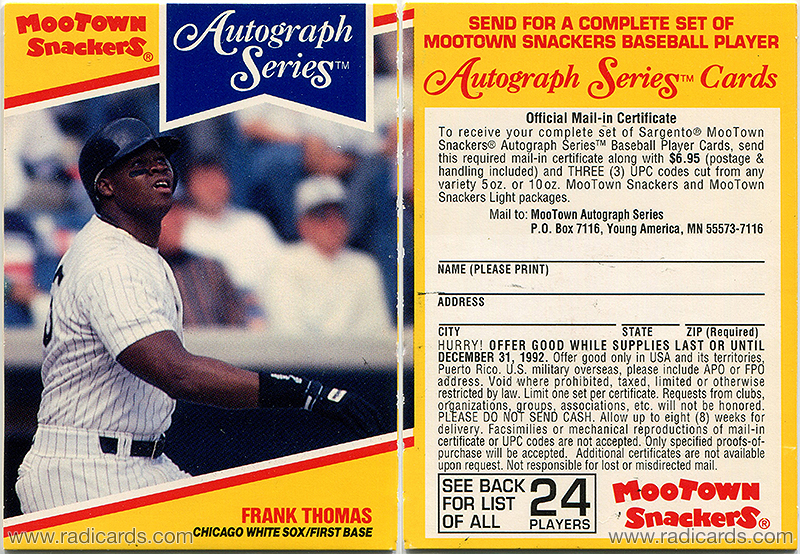 MooTown
Snackers®
Autograph
Series™
FRANK THOMAS
CHICAGO WHITE SOX/FIRST BASE
SEND FOR A COMPLETE SET OF
MOOTOWN SNACKERS BASEBALL PLAYER
Autograph Series™ Cards
Official Mail-in Certificate
To receive your complete set of Sargento® MooTown
Snackers® Autograph Series™ Baseball Player Cards, send
this required mail-in certificate along with $6.95 (postage &
handling included) and THREE (3) UPC codes cut from any
variety 5 oz. or 10 oz. MooTown Snackers and MooTown
Snackers Light packages.
Mail to: MooTown Autograph Series
P.O. Box 7116, Young America, MN 55573-7116
NAME (PLEASE PRINT)
ADDRESS
CITY STATE ZIP (Required)
HURRY! OFFER GOOD WHILE SUPPLIES LAST OR UNTIL
DECEMBER 31, 1992. Offer good only in USA and its territories,
Puerto Rico. U.S. military overseas, please include APO or FPO
address. Void where prohibited, taxed, limited or otherwise
restricted by law. Limit one set per certificate. Requests from clubs,
organizations, groups, associations, etc. will not be honored.
PLEASE DO NOT SEND CASH. Allow up to eight (8) weeks for
delivery. Facsimilies or mechanical reproductions of mail-in
certificate or UPC codes are not accepted. Only specified proofs-of-
purchase will be accepted. Additional certificates are not available
upon request. Not responsible for lost or misdirected mail.
SEE BACK
FOR LIST
OF ALL
24
PLAYERS
MooTown
Snackers®
www.radicards.com
www.radicards.com